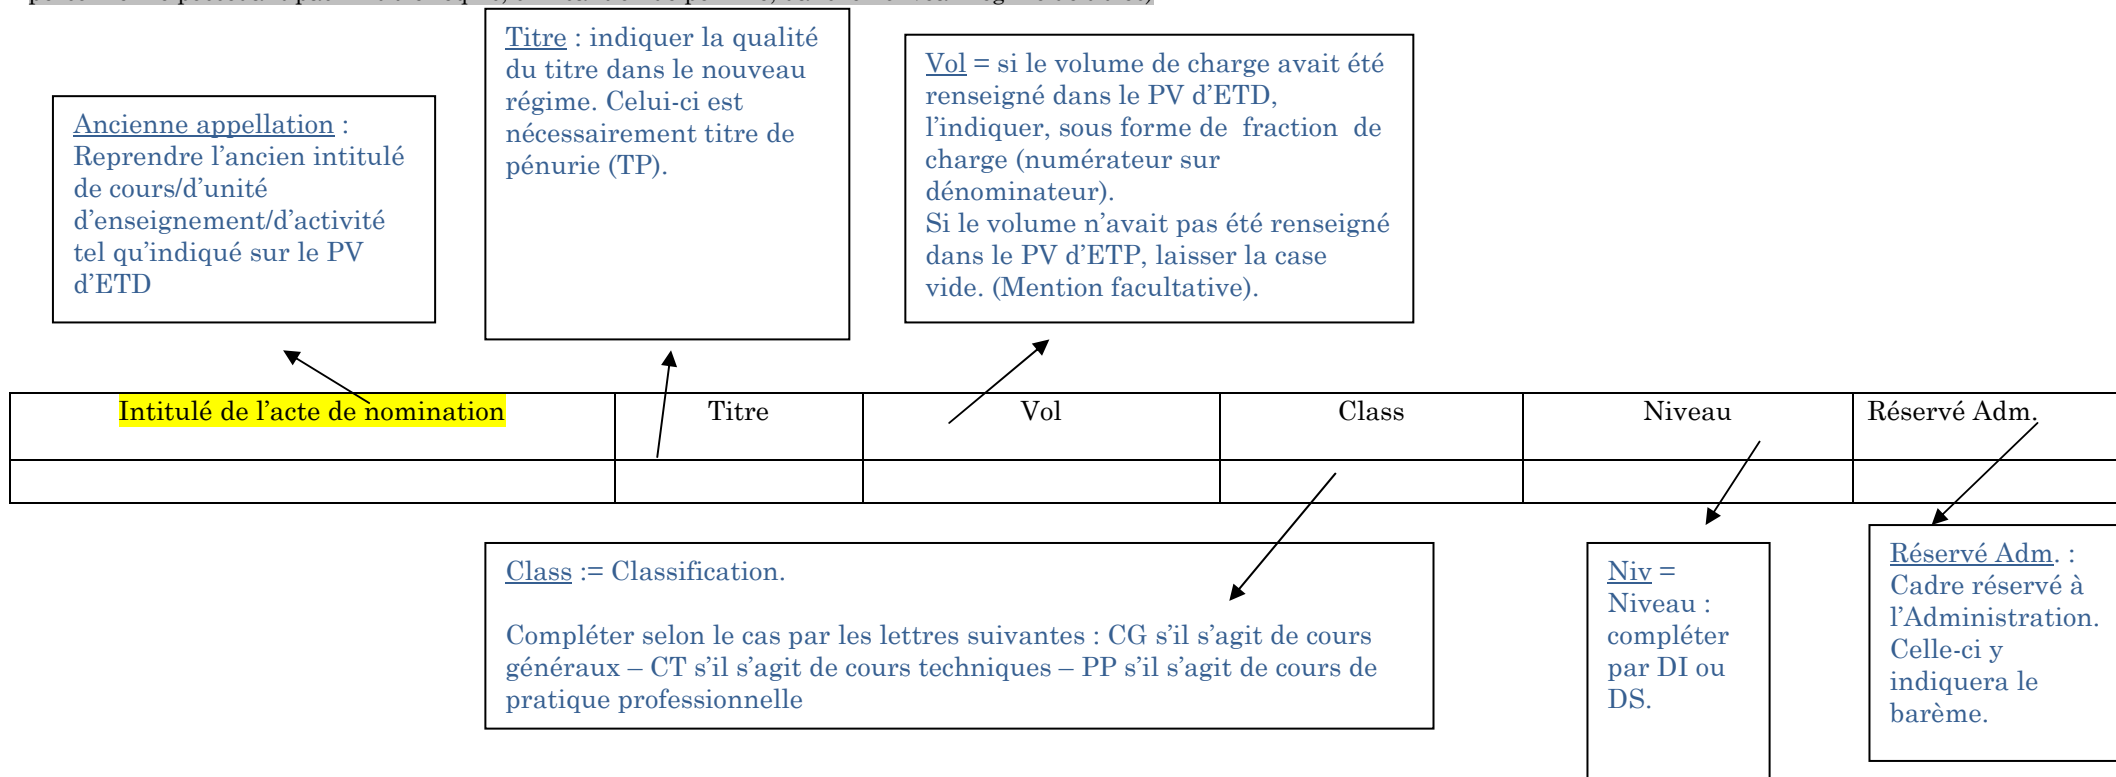 Titre : indiquer la qualité
du titre dans le nouveau
régime. Celui-ci est
nécessairement titre de
pénurie (TP).
Vol = si le volume de charge avait été
renseigné dans le PV d’ETD,
l’indiquer, sous forme de fraction de
charge (numérateur sur
dénominateur).
Si le volume n’avait pas été renseigné
dans le PV d’ETP, laisser la case
vide. (Mention facultative).
Ancienne appellation :
Reprendre l’ancien intitulé
de cours/d’unité
d’enseignement/d’activité
tel qu’indiqué sur le PV
d’ETD
Intitulé de l’acte de nomination Titre Vol Class Niveau Réservé Adm.
Class := Classification.
Compléter selon le cas par les lettres suivantes : CG s’il s’agit de cours
généraux – CT s’il s’agit de cours techniques – PP s’il s’agit de cours de
pratique professionnelle
Niv =
Niveau :
compléter
par DI ou
DS.
Réservé Adm. :
Cadre réservé à
l’Administration.
Celle-ci y
indiquera le
barème.